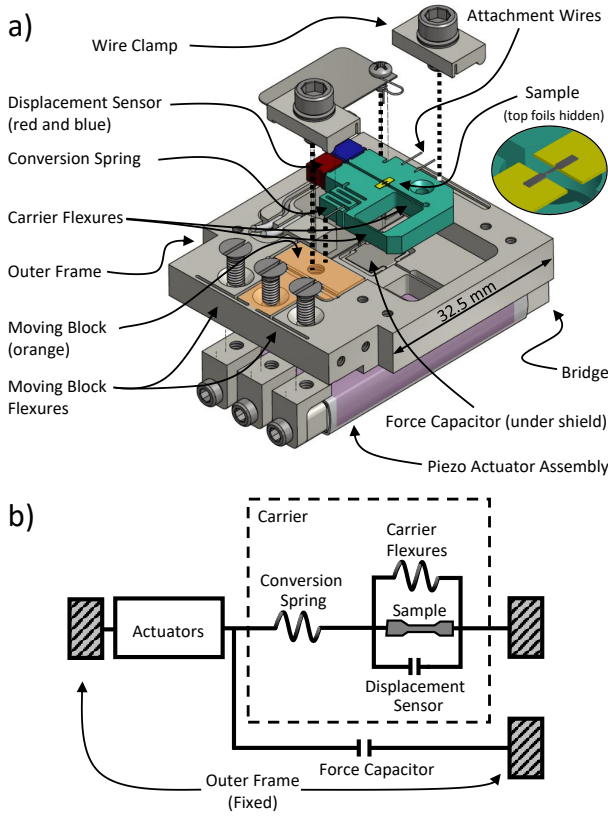 a)
Attachment Wires
Wire Clamp
Sample
(top foils hidden)
Displacement Sensor
(red and blue)
Conversion Spring
Carrier Flexures
Outer Frame
32.5 mm
Moving Block
(orange)
Bridge
Moving Block
Flexures
Force Capacitor (under shield)
Piezo Actuator Assembly
b)
Carrier
Carrier
Flexures
Conversion
Spring
Sample
Actuators
Displacement
Sensor
Force Capacitor
Outer Frame
(Fixed)